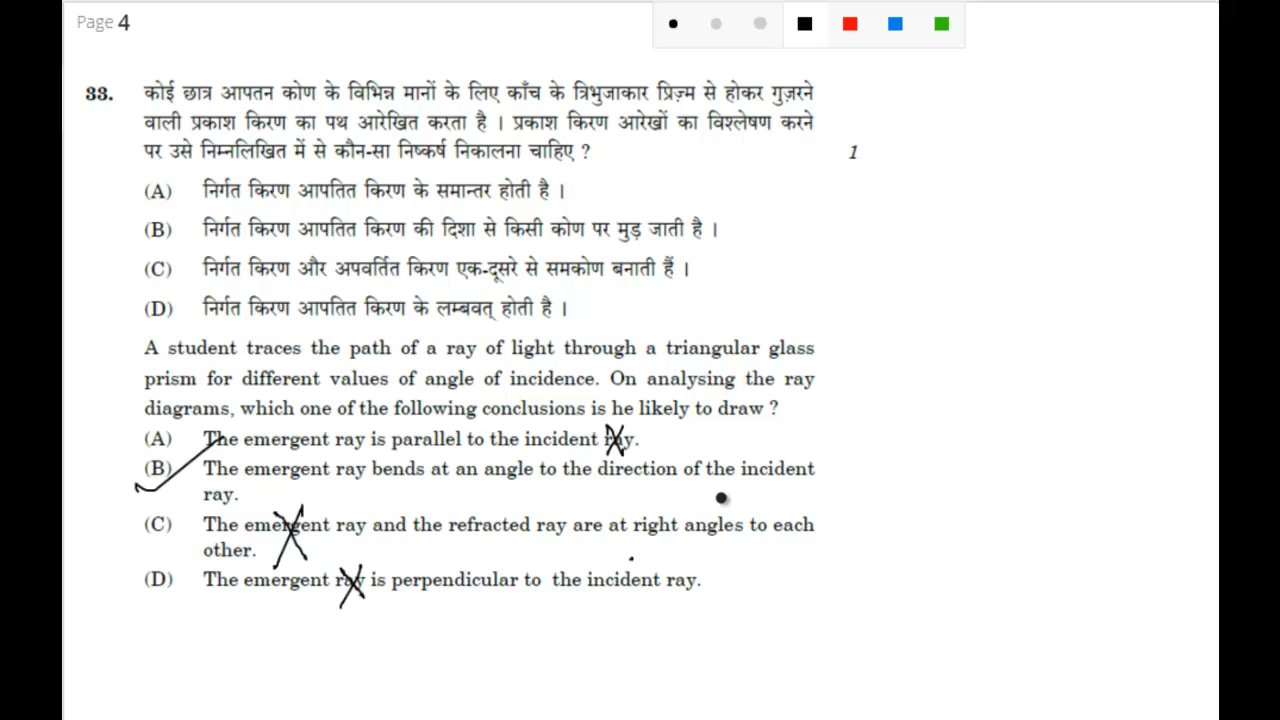 Page 4
33. कोई छात्र आपतन कोण के विभिन्न मानों के लिए काँच के त्रिभुजाकार प्रिज़्म से होकर गुज़रने
वाली प्रकाश किरण का पथ आरेखित करता है । प्रकाश किरण आरेखों का विश्लेषण करने
पर उसे निम्नलिखित में से कौन-सा निष्कर्ष निकालना चाहिए ? 1
(A) निर्गत किरण आपतित किरण के समान्तर होती है ।
(B) निर्गत किरण आपतित किरण की दिशा से किसी कोण पर मुड़ जाती है ।
(C) निर्गत किरण और अपवर्तित किरण एक-दूसरे से समकोण बनाती हैं ।
(D) निर्गत किरण आपतित किरण के लम्बवत् होती है ।
A student traces the path of a ray of light through a triangular glass
prism for different values of angle of incidence. On analysing the ray
diagrams, which one of the following conclusions is he likely to draw ?
(A) The emergent ray is parallel to the incident ray.
(B) The emergent ray bends at an angle to the direction of the incident
ray.
(C) The emergent ray and the refracted ray are at right angles to each
other.
(D) The emergent ray is perpendicular to the incident ray.